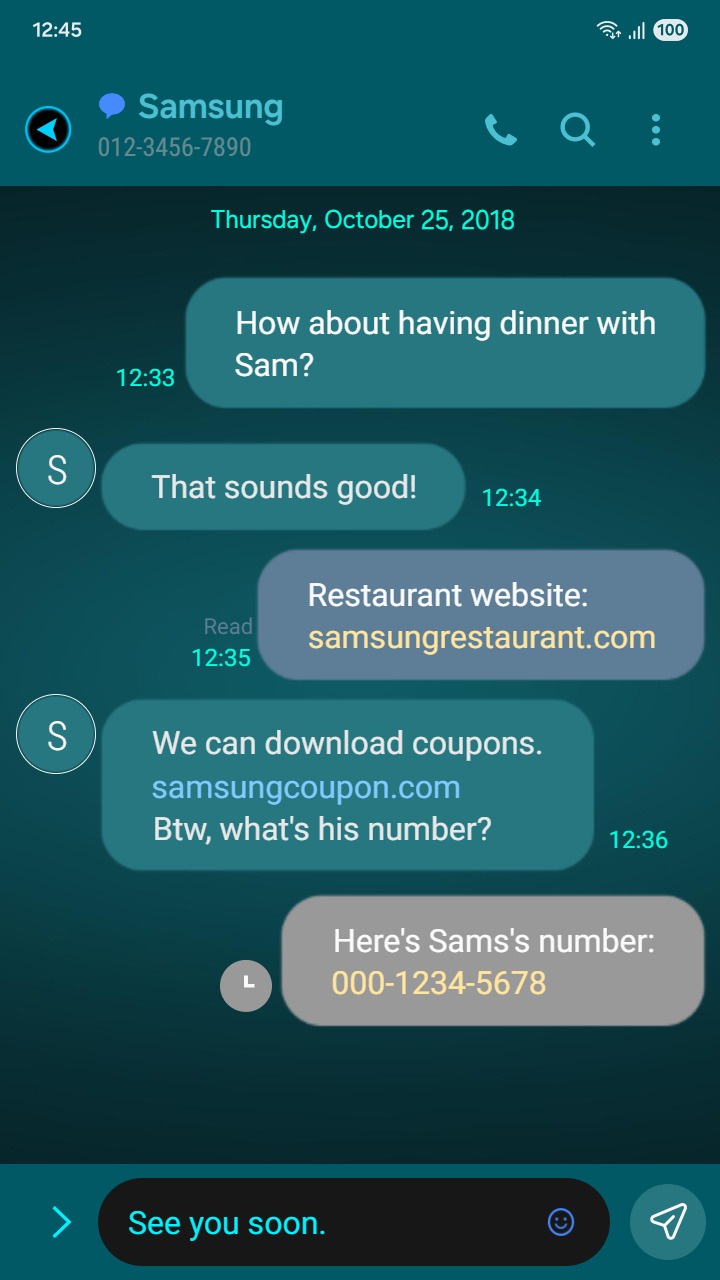 12:45
100
Samsung
012-3456-7890
Thursday, October 25, 2018
How about having dinner with
Sam?
12:33
S
That sounds good!
12:34
Restaurant website:
samsungrestaurant.com
Read
12:35
S
We can download coupons.
samsungcoupon.com
Btw, what's his number?
12:36
Here's Sams's number:
000-1234-5678
See you soon.